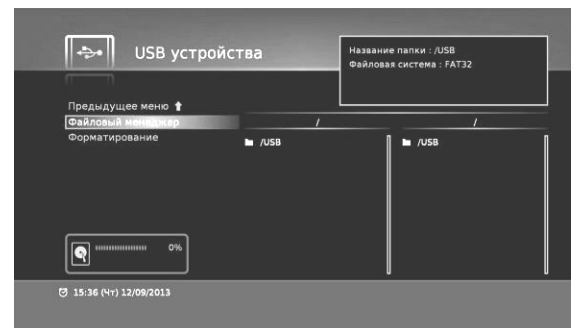 USB устройства
Название папки : /USB
Файловая система : FAT32
Предыдущее меню ⬆
Файловый менеджер
Форматирование
/
/
/USB
/USB
0%
15:36 (Чт) 12/09/2013